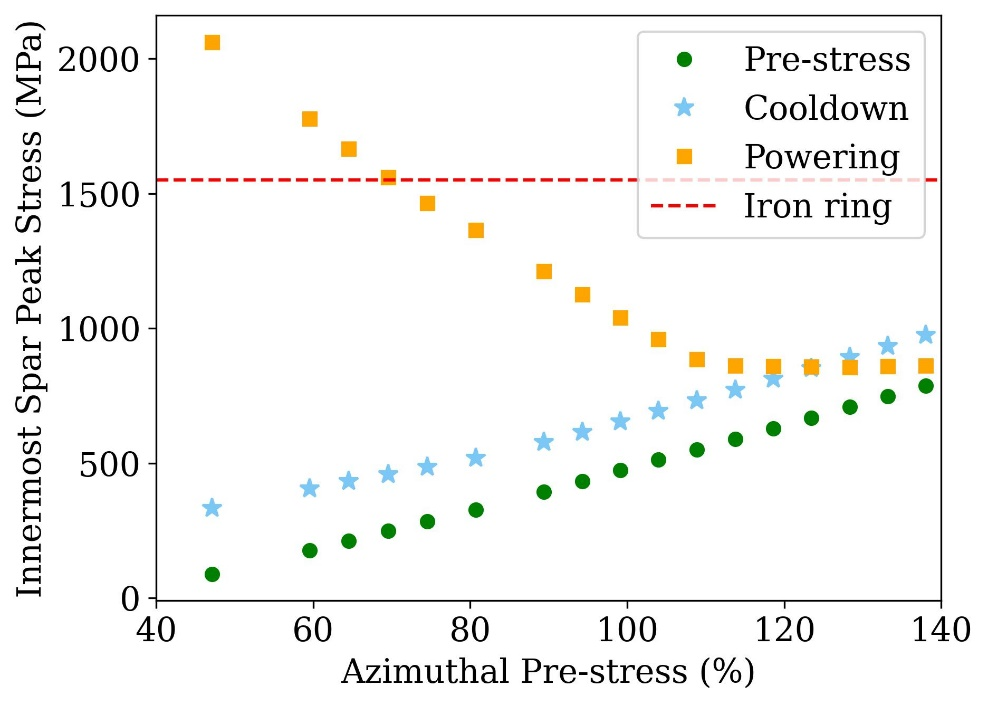 Innermost Spar Peak Stress (MPa)
2000
1500
1000
500
0
Pre-stress
Cooldown
Powering
Iron ring
40 60 80 100 120 140
Azimuthal Pre-stress (%)